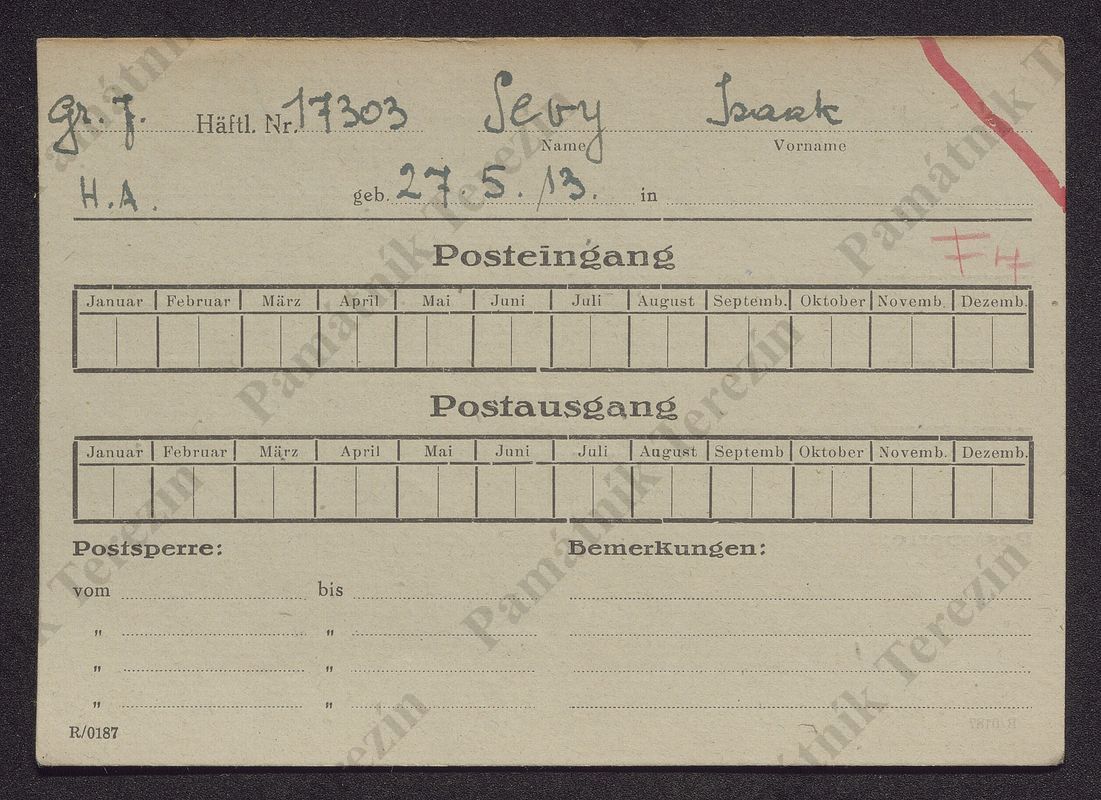 Gr. J. Häftl. Nr. 17303 Levy Isaak
Name Vorname
H.A. geb. 27. 5. 13. in
Posteingang
F H
Januar Februar März April Mai Juni Juli August Septemb. Oktober Novemb. Dezemb.
Postausgang
Januar Februar März April Mai Juni Juli August Septemb Oktober Novemb. Dezemb.
Postsperre: Bemerkungen:
vom bis
" "
" "
" "
R/0187
Památník Terezín